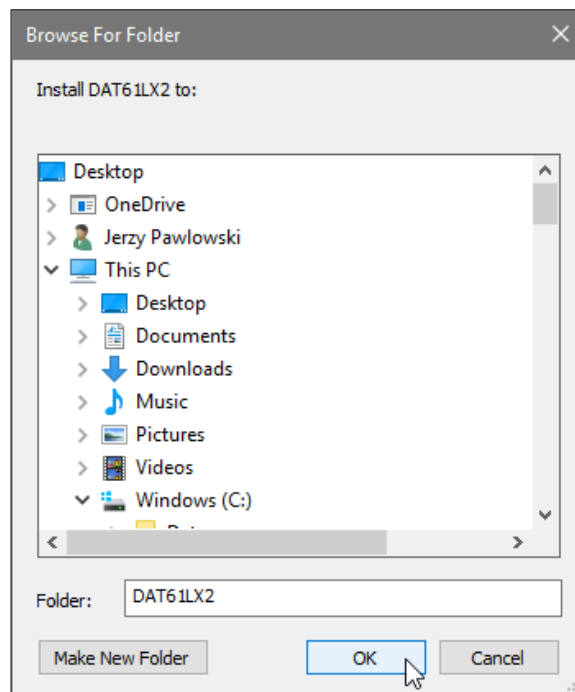 Browse For Folder
Install DAT61LX2 to:
Desktop
OneDrive
Jerzy Pawlowski
This PC
Desktop
Documents
Downloads
Music
Pictures
Videos
Windows (C:)
Folder: DAT61LX2
Make New Folder OK Cancel